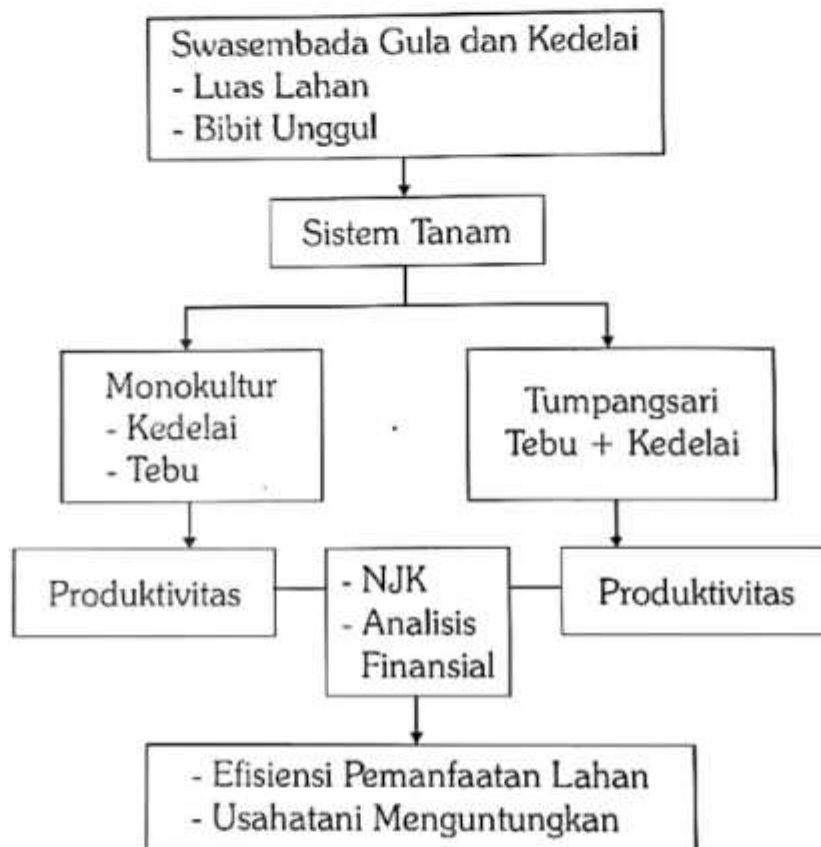 Swasembada Gula dan Kedelai
- Luas Lahan
- Bibit Unggul
Sistem Tanam
Monokultur
- Kedelai
- Tebu
Tumpangsari
Tebu + Kedelai
Produktivitas
- NJK
- Analisis
Finansial
Produktivitas
- Efisiensi Pemanfaatan Lahan
- Usahatani Menguntungkan